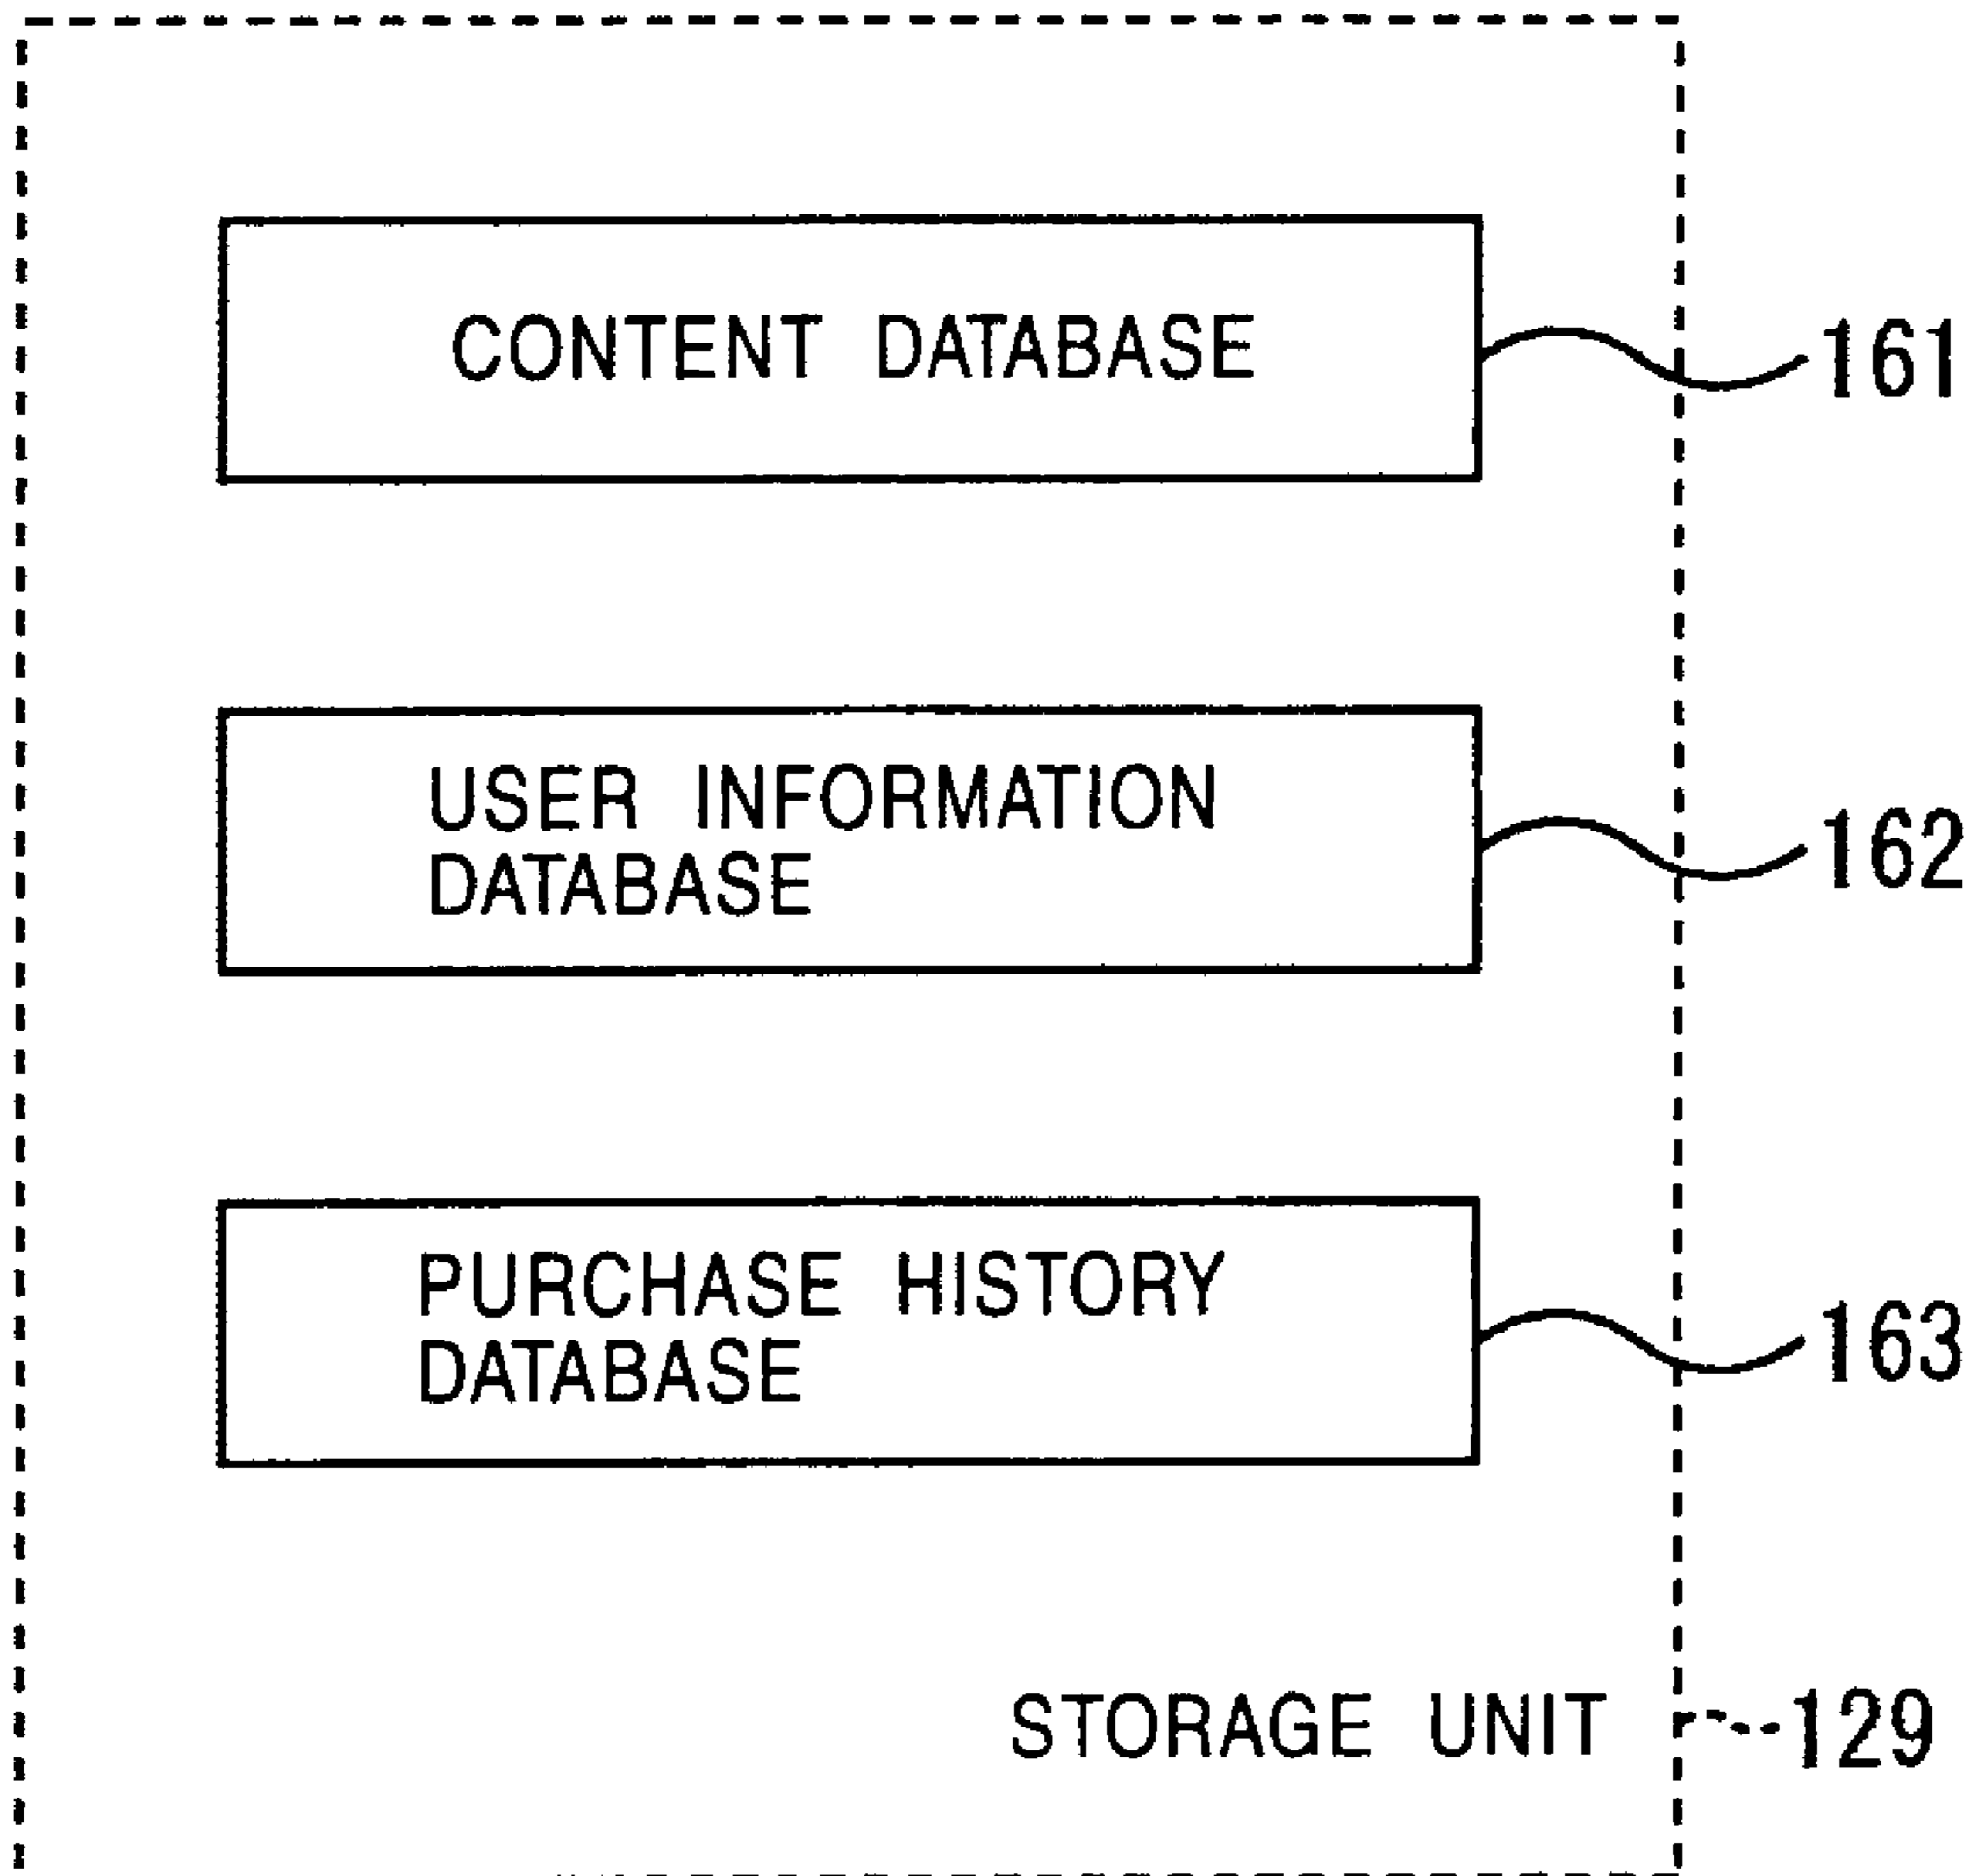 CONTENT DATABASE
161
USER INFORMATION
DATABASE
162
PURCHASE HISTORY
DATABASE
163
STORAGE UNIT
129